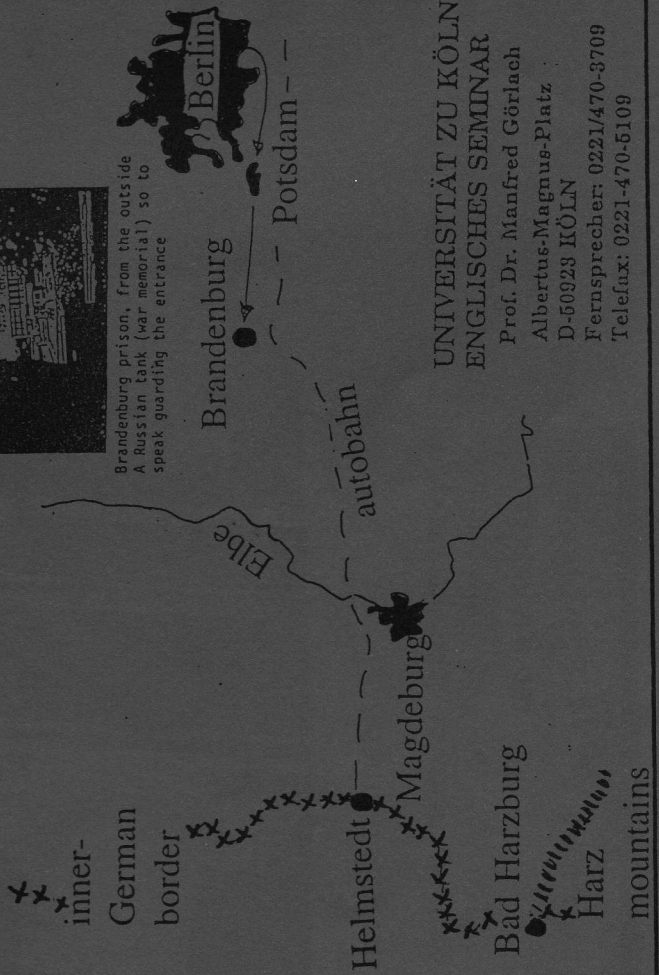 Brandenburg prison, from the outside
A Russian tank (war memorial) so to
speak guarding the entrance
inner-
German
border
Elbe
Brandenburg
Berlin
Potsdam
autobahn
Helmstedt
Magdeburg
Bad Harzburg
Harz
mountains
UNIVERSITÄT ZU KÖLN
ENGLISCHES SEMINAR
Prof. Dr. Manfred Görlach
Albertus-Magnus-Platz
D-50923 KÖLN
Fernsprecher: 0221/470-3709
Telefax: 0221-470-5109